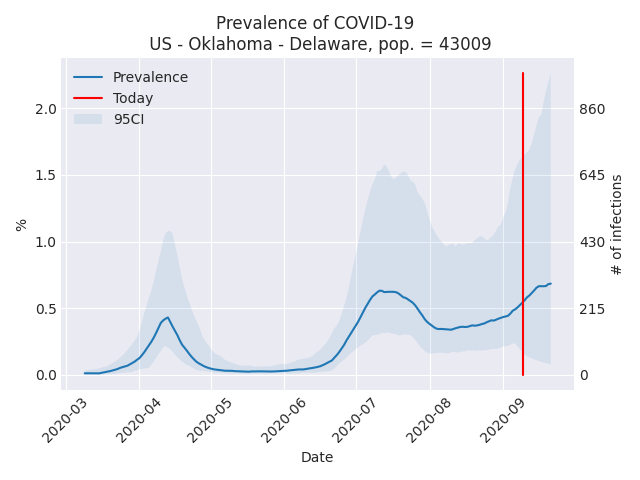 Prevalence of COVID-19
US - Oklahoma - Delaware, pop. = 43009
Prevalence
Today
95CI
2.0
1.5
1.0
0.5
0.0
%
860
645
430
215
0
# of infections
2020-03
2020-04
2020-05
2020-06
2020-07
2020-08
2020-09
Date